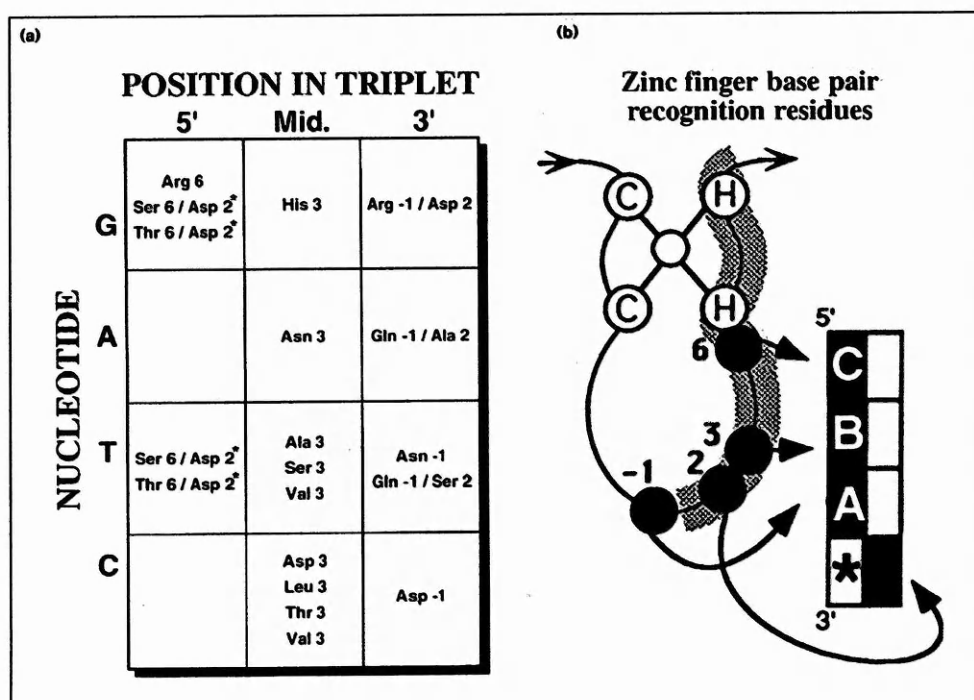 (a)
POSITION IN TRIPLET
5' Mid. 3'
NUCLEOTIDE
G
Arg 6
Ser 6 / Asp 2*
Thr 6 / Asp 2*
His 3
Arg -1 / Asp 2
A
Asn 3
Gln -1 / Ala 2
T
Ser 6 / Asp 2*
Thr 6 / Asp 2*
Ala 3
Ser 3
Val 3
Asn -1
Gln -1 / Ser 2
C
Asp 3
Leu 3
Thr 3
Val 3
Asp -1
(b)
Zinc finger base pair
recognition residues
C
H
C
H
6
3
2
-1
5'
C
B
A
*
3'